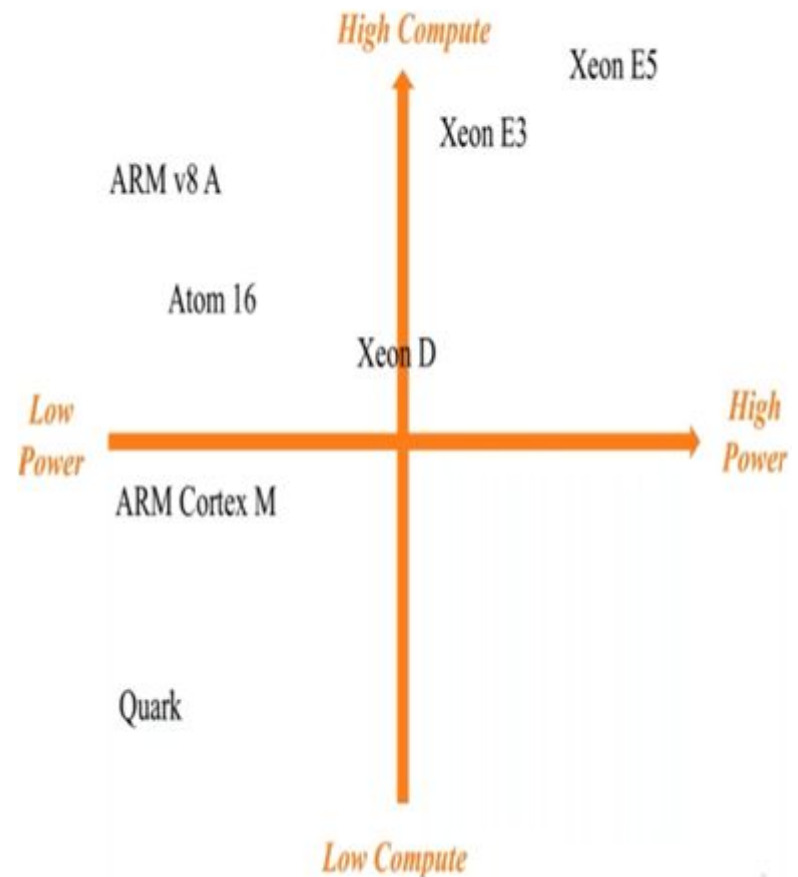 High Compute
Xeon E5
Xeon E3
ARM v8 A
Atom 16
Xeon D
Low
Power
High
Power
ARM Cortex M
Quark
Low Compute